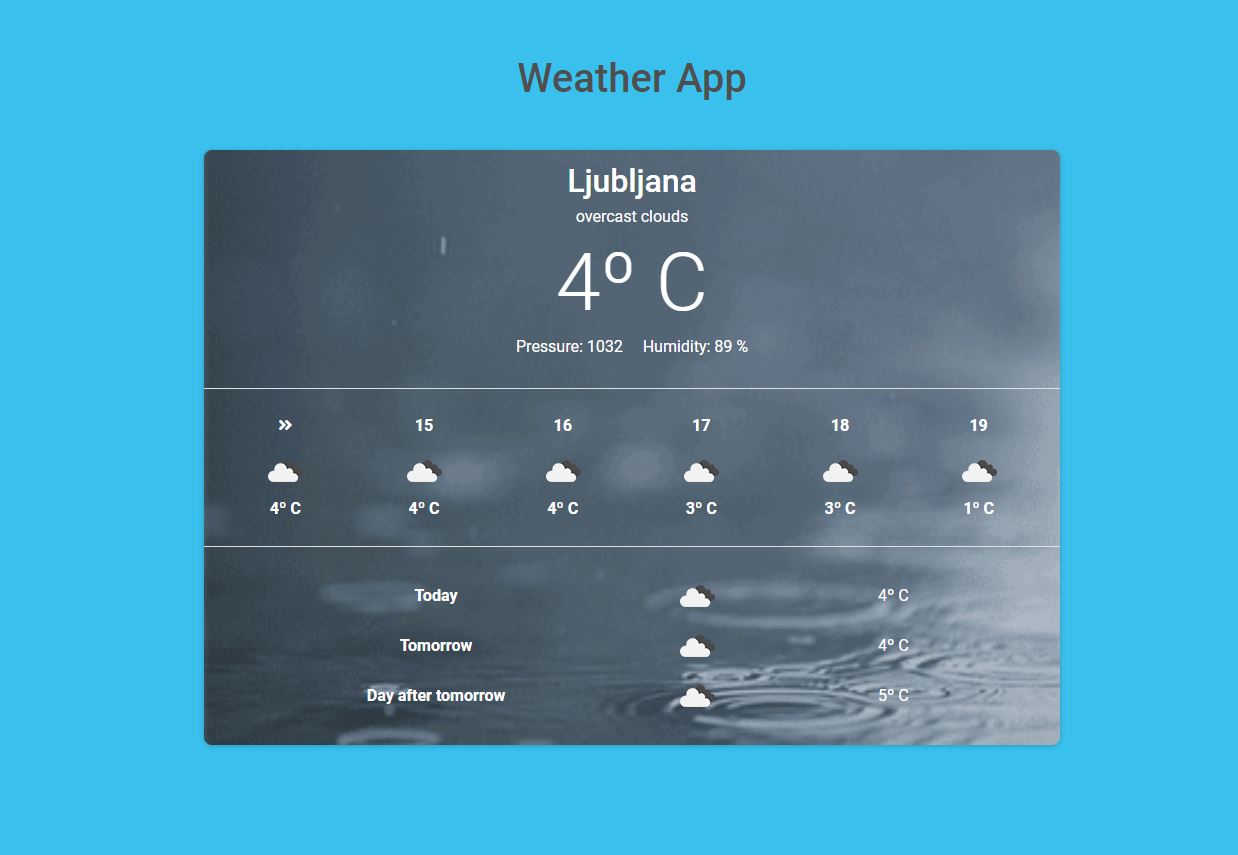 Weather App
Ljubljana
overcast clouds
4º C
Pressure: 1032 Humidity: 89 %
» 15 16 17 18 19
4º C 4º C 4º C 3º C 3º C 1º C
Today 4º C
Tomorrow 4º C
Day after tomorrow 5º C